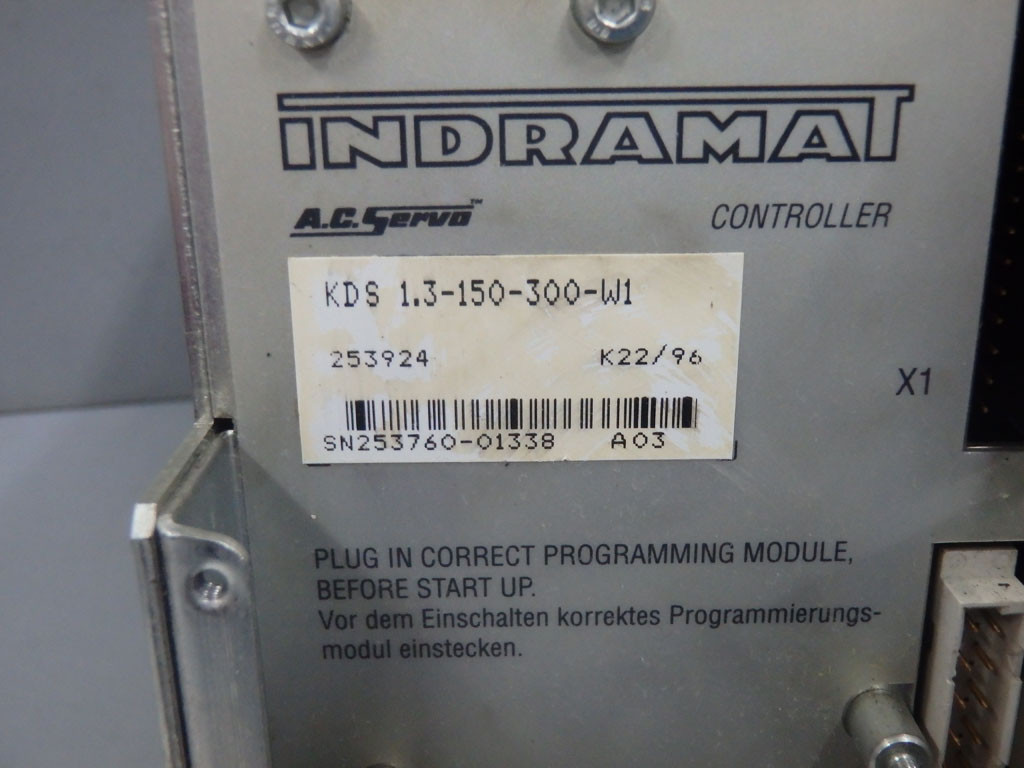 INDRAMAT
A.C. Servo™ CONTROLLER
KDS 1.3-150-300-W1
253924 K22/96
SN253760-01338 A03
X1
PLUG IN CORRECT PROGRAMMING MODULE,
BEFORE START UP.
Vor dem Einschalten korrektes Programmierungs-
modul einstecken.